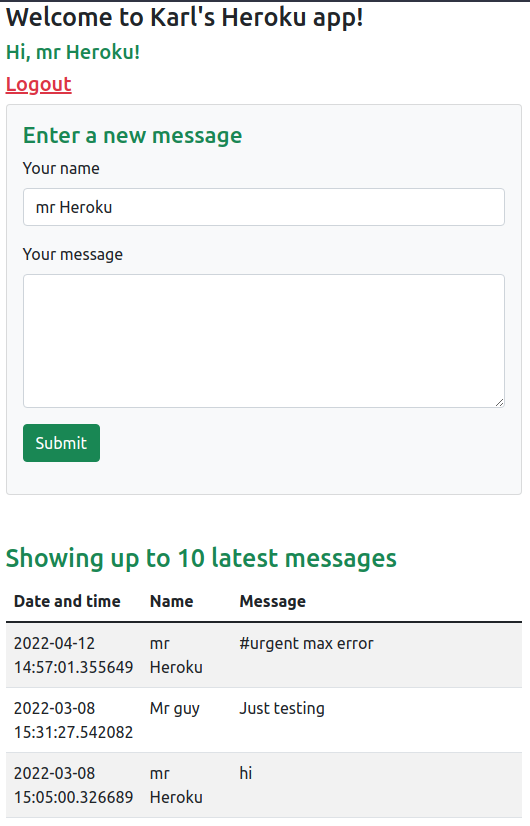 Welcome to Karl's Heroku app!
Hi, mr Heroku!
Logout
Enter a new message
Your name
mr Heroku
Your message
Submit
Showing up to 10 latest messages
Date and time Name Message
2022-04-12 mr #urgent max error
14:57:01.355649 Heroku
2022-03-08 Mr guy Just testing
15:31:27.542082
2022-03-08 mr hi
15:05:00.326689 Heroku